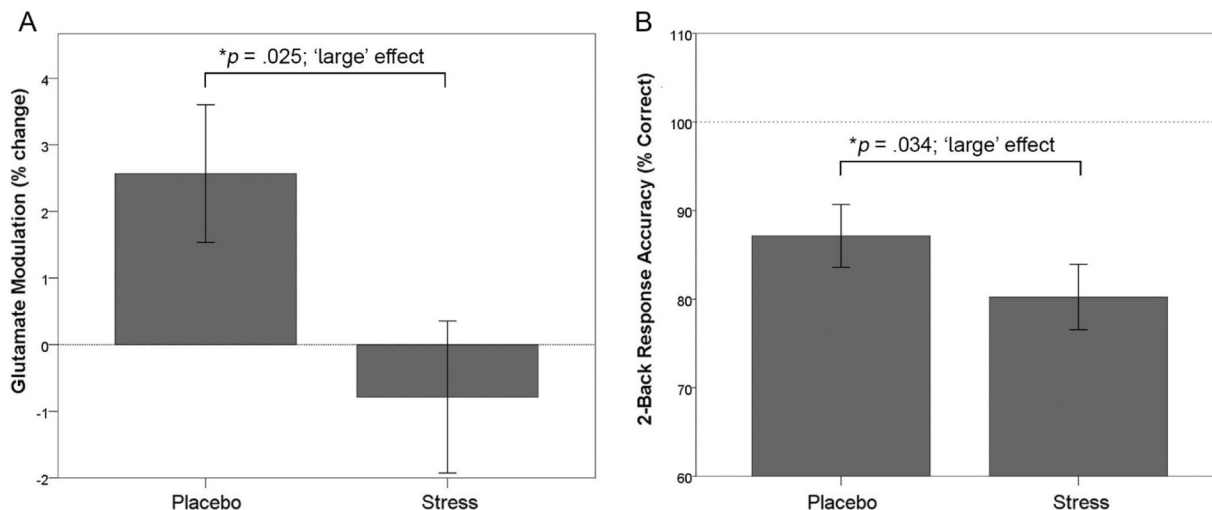 A
*p = .025; ‘large’ effect
Glutamate Modulation (% change)
4
3
2
1
0
-1
-2
Placebo
Stress
B
*p = .034; ‘large’ effect
2-Back Response Accuracy (% Correct)
110
100
90
80
70
60
Placebo
Stress